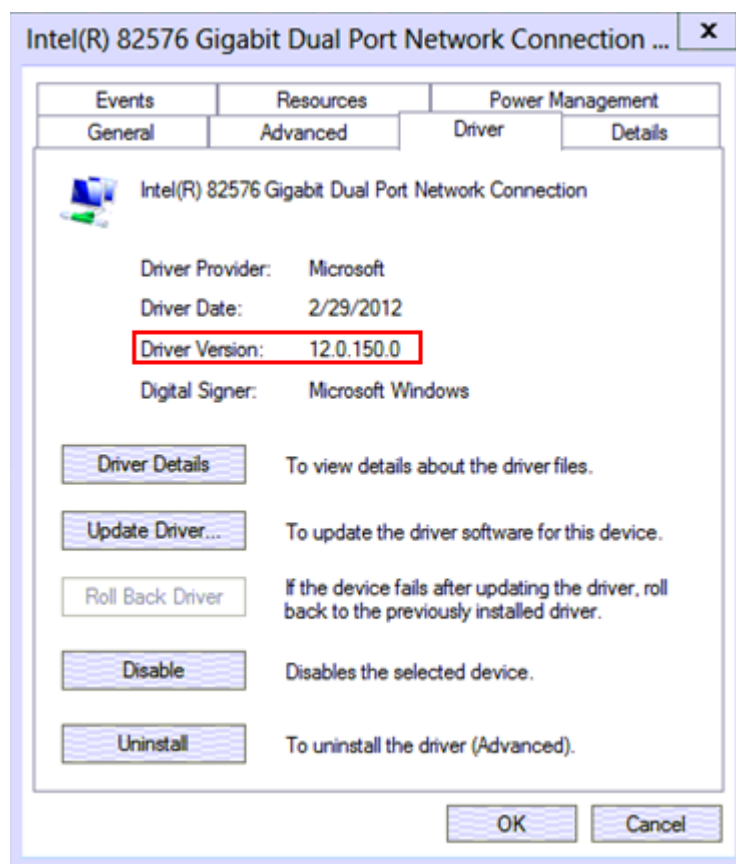 Intel(R) 82576 Gigabit Dual Port Network Connection ... x
Events Resources Power Management
General Advanced Driver Details
Intel(R) 82576 Gigabit Dual Port Network Connection
Driver Provider: Microsoft
Driver Date: 2/29/2012
Driver Version: 12.0.150.0
Digital Signer: Microsoft Windows
Driver Details To view details about the driver files.
Update Driver... To update the driver software for this device.
Roll Back Driver If the device fails after updating the driver, roll
back to the previously installed driver.
Disable Disables the selected device.
Uninstall To uninstall the driver (Advanced).
OK Cancel